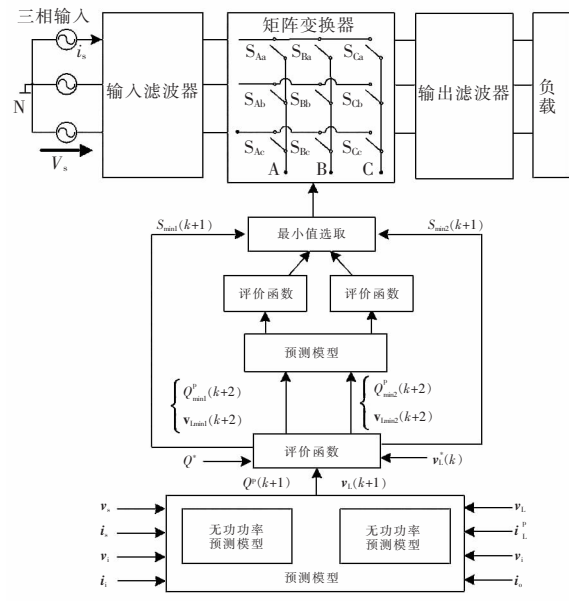 三相输入
i_s
N
V_s
输入滤波器
矩阵变换器
S_Aa S_Ba S_Ca
S_Ab S_Bb S_Cb
S_Ac S_Bc S_Cc
A B C
输出滤波器
负载
S_min1(k+1)
最小值选取
S_min2(k+1)
评价函数
评价函数
预测模型
Q^p_min1(k+2)
v_Lmin1(k+2)
Q^p_min2(k+2)
v_Lmin2(k+2)
Q*
评价函数
v_L^*(k)
Q^p(k+1) v_L(k+1)
v_s
i_s
v_i
i_i
无功功率
预测模型
无功功率
预测模型
预测模型
v_L
i_L^p
v_i
i_o